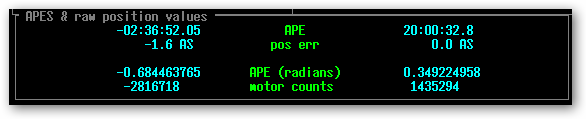 APES & raw position values
-02:36:52.05 APE 20:00:32.8
-1.6 AS pos err 0.0 AS
-0.684463765 APE (radians) 0.349224958
-2816718 motor counts 1435294